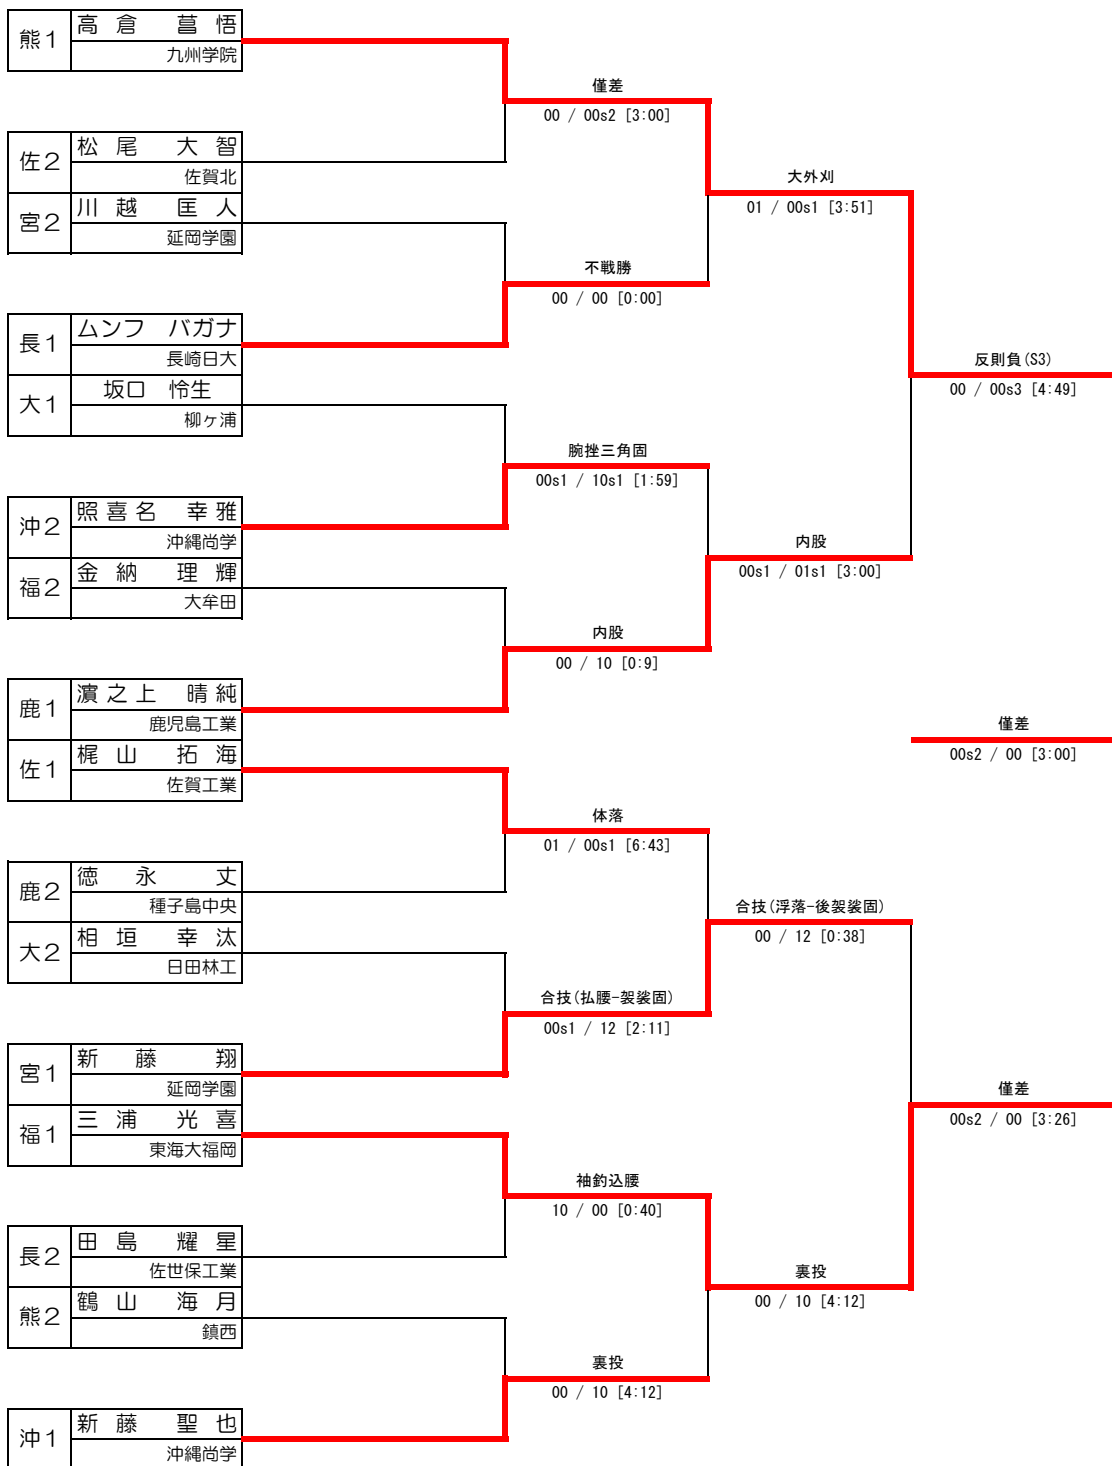 熊1
高倉 菖悟
九州学院
僅差
00 / 00s2 [3:00]
佐2
松尾 大智
佐賀北
大外刈
01 / 00s1 [3:51]
宮2
川越 匡人
延岡学園
不戦勝
00 / 00 [0:00]
長1
ムンフ バガナ
長崎日大
反則負(S3)
00 / 00s3 [4:49]
大1
坂口 怜生
柳ヶ浦
腕挫三角固
00s1 / 10s1 [1:59]
沖2
照喜名 幸雅
沖縄尚学
内股
00s1 / 01s1 [3:00]
福2
金納 理輝
大牟田
内股
00 / 10 [0:9]
鹿1
濵之上 晴純
鹿児島工業
僅差
00s2 / 00 [3:00]
佐1
梶山 拓海
佐賀工業
体落
01 / 00s1 [6:43]
鹿2
徳永 丈
種子島中央
合技(浮落-後袈裟固)
00 / 12 [0:38]
大2
相垣 幸汰
日田林工
合技(払腰-袈裟固)
00s1 / 12 [2:11]
宮1
新藤 翔
延岡学園
僅差
00s2 / 00 [3:26]
福1
三浦 光喜
東海大福岡
袖釣込腰
10 / 00 [0:40]
長2
田島 耀星
佐世保工業
裏投
00 / 10 [4:12]
熊2
鶴山 海月
鎮西
裏投
00 / 10 [4:12]
沖1
新藤 聖也
沖縄尚学